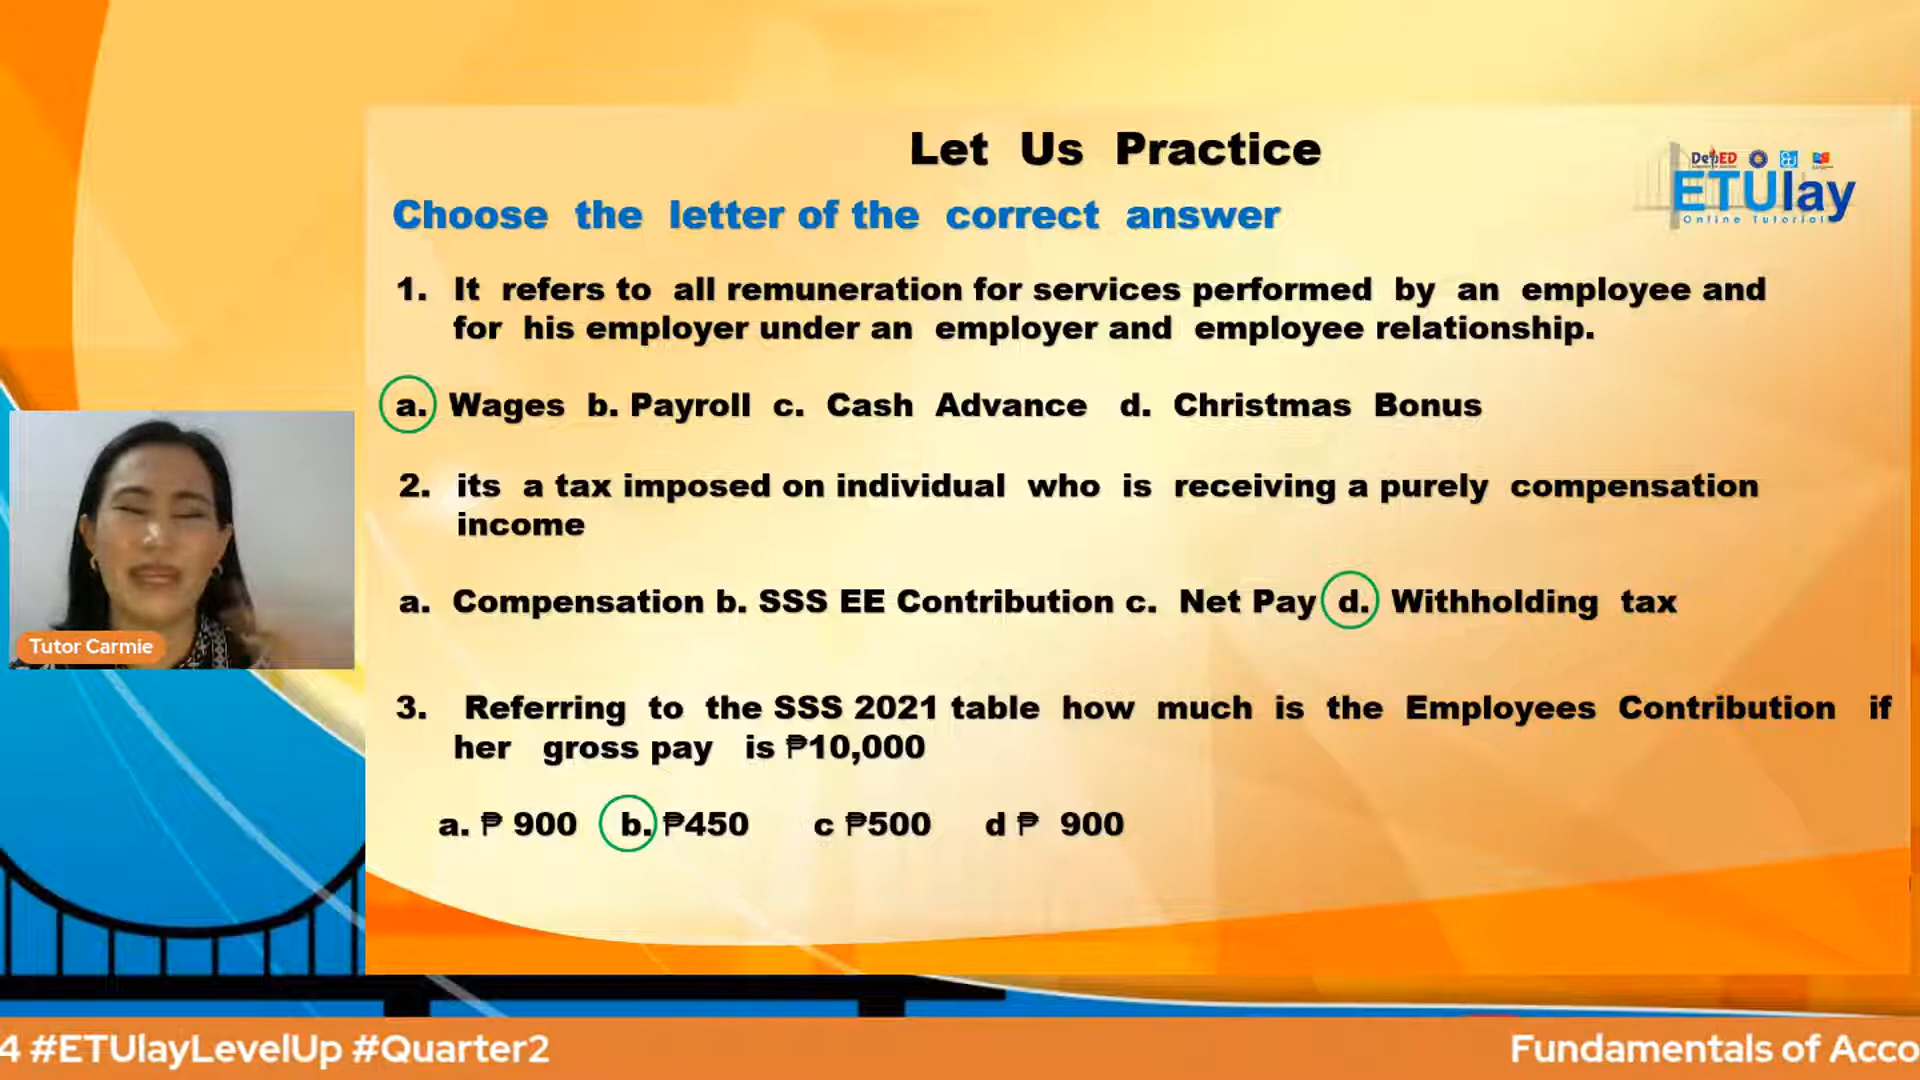 Let Us Practice
DepED
ETUlay
Online Tutorial
Choose the letter of the correct answer
1. It refers to all remuneration for services performed by an employee and
for his employer under an employer and employee relationship.
a. Wages b. Payroll c. Cash Advance d. Christmas Bonus
2. its a tax imposed on individual who is receiving a purely compensation
income
a. Compensation b. SSS EE Contribution c. Net Pay d. Withholding tax
Tutor Carmie
3. Referring to the SSS 2021 table how much is the Employees Contribution if
her gross pay is ₱10,000
a. ₱ 900 b. ₱450 c ₱500 d ₱ 900
4 #ETUlayLevelUp #Quarter2
Fundamentals of Acco